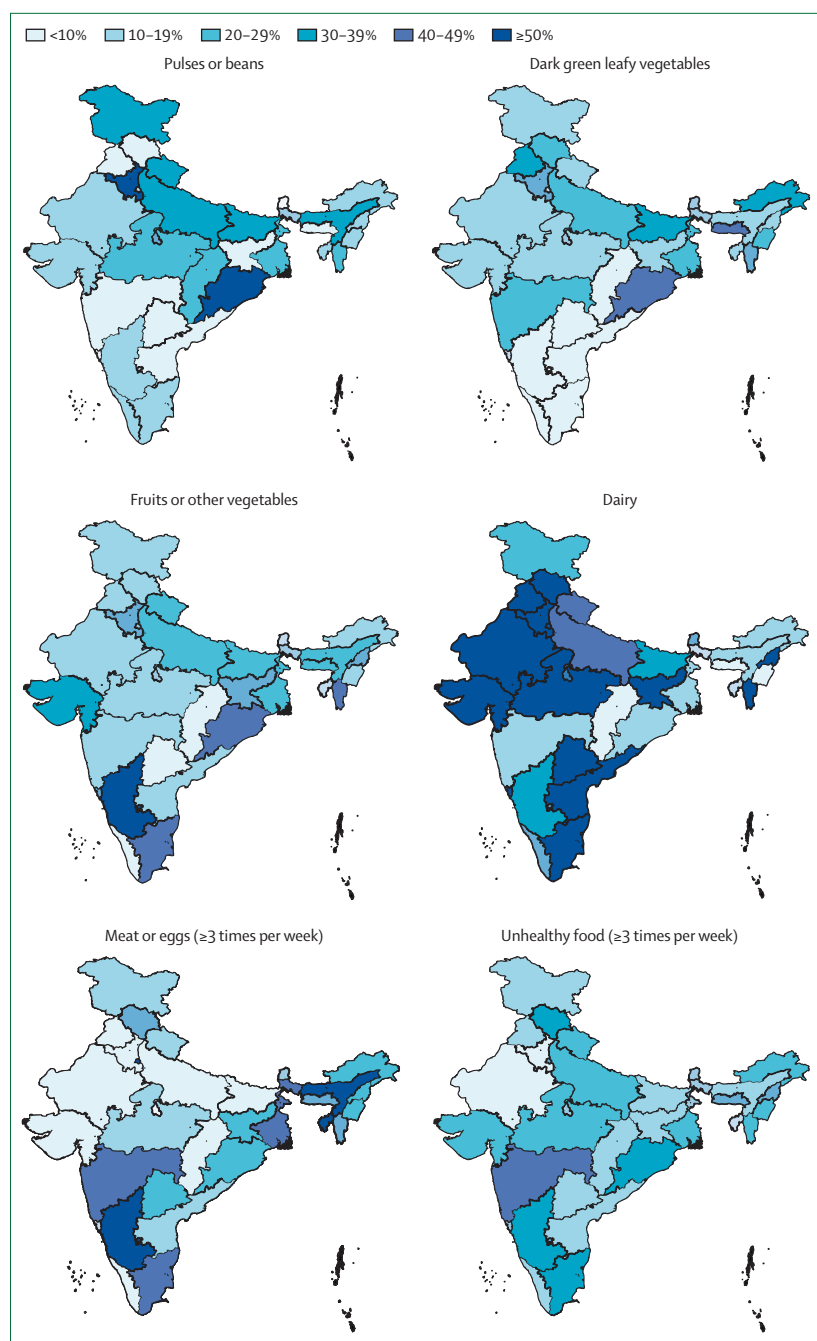 <10% 10–19% 20–29% 30–39% 40–49% ≥50%
Pulses or beans
Dark green leafy vegetables
Fruits or other vegetables
Dairy
Meat or eggs (≥3 times per week)
Unhealthy food (≥3 times per week)